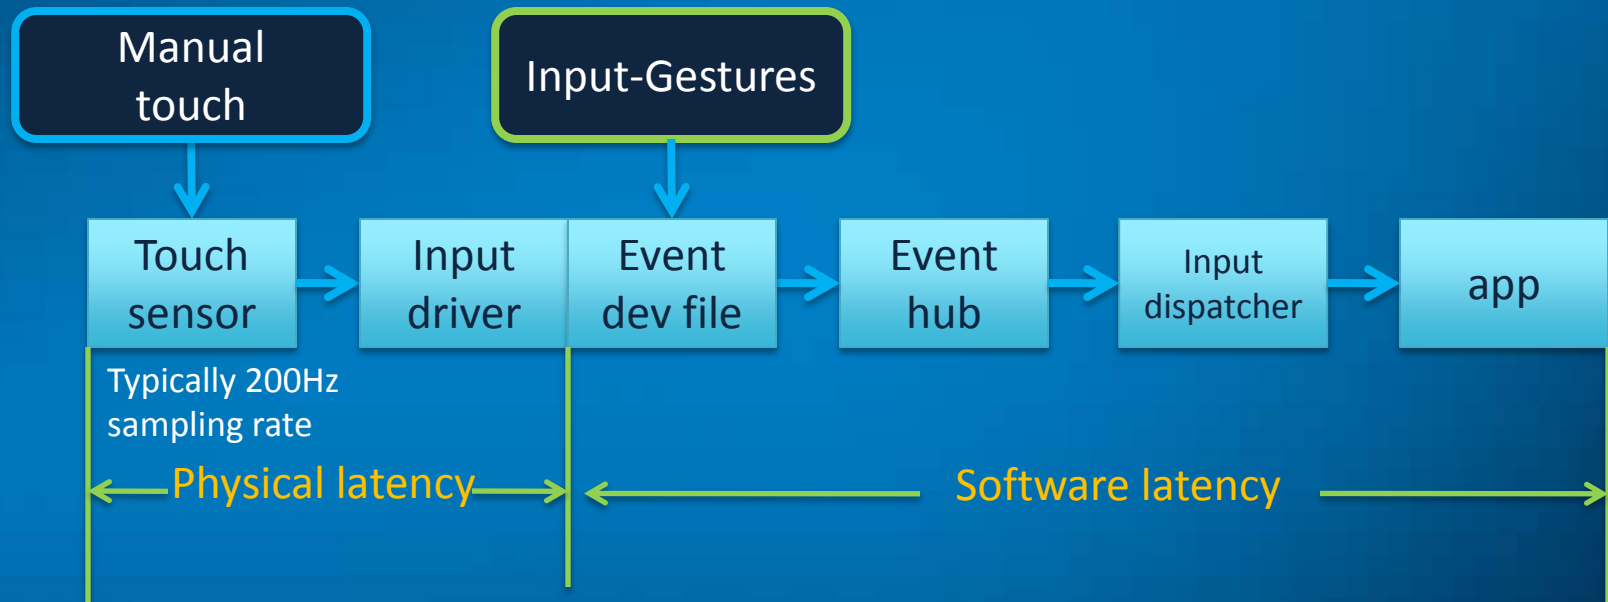 Manual
touch
Input-Gestures
Touch
sensor
Input
driver
Event
dev file
Event
hub
Input
dispatcher
app
Typically 200Hz
sampling rate
Physical latency
Software latency